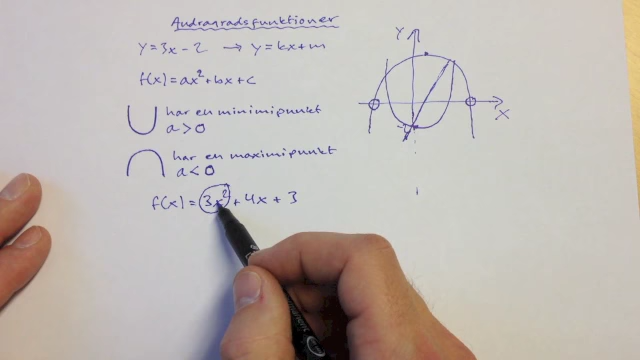 Andragradsfunktioner
y=3x-2 → y=kx+m
f(x)=ax²+bx+c
har en minimipunkt
a>0
har en maximipunkt
a<0
f(x)=3x²+4x+3
Y
X